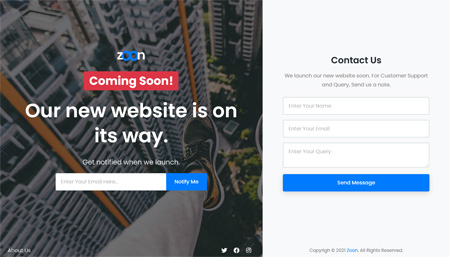 zoon
Coming Soon!
Our new website is on
its way.
Get notified when we launch.
Enter Your Email Here...
Notify Me
About Us
Contact Us
We launch our new website soon. For Customer Support
and Query, Send us a note.
Enter Your Name
Enter Your Email
Enter Your Query
Send Message
Copyrigh © 2021 Zoon. All Rights Reserved.